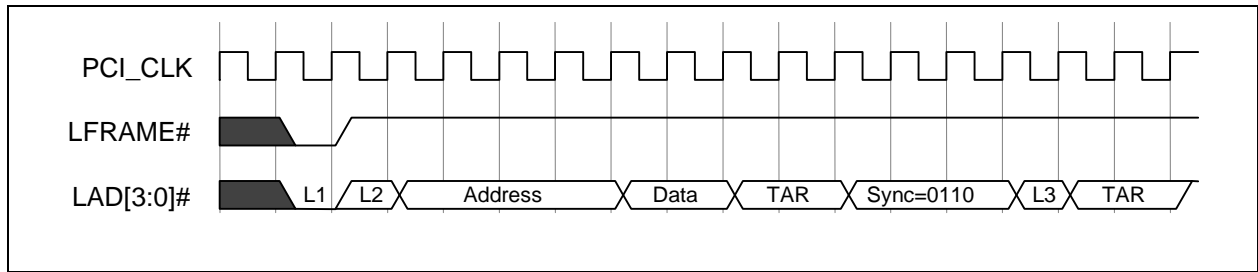 PCI_CLK
LFRAME#
LAD[3:0]# L1 L2 Address Data TAR Sync=0110 L3 TAR